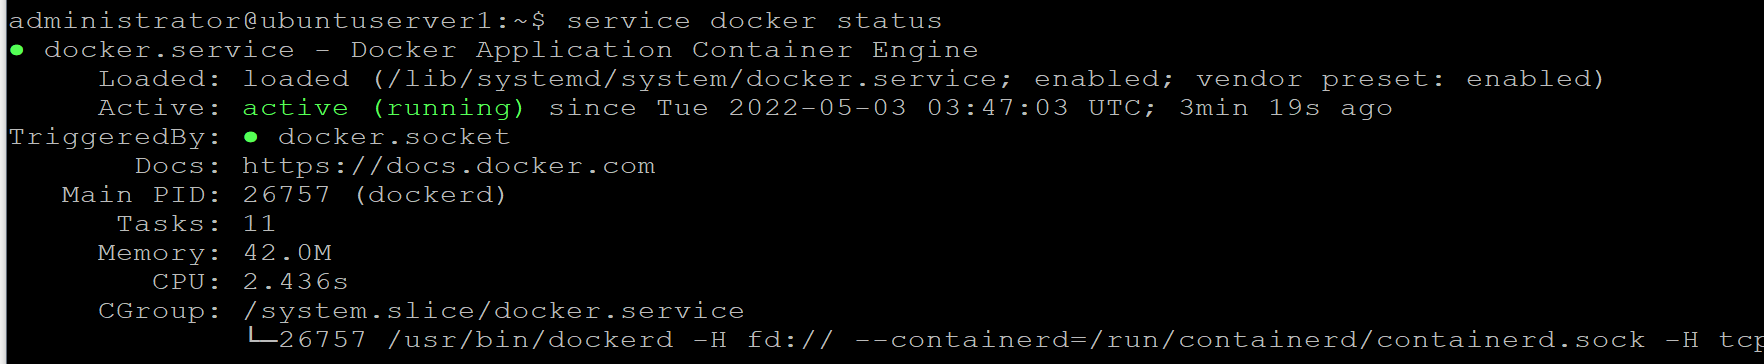 administrator@ubuntuserver1:~$ service docker status
● docker.service - Docker Application Container Engine
Loaded: loaded (/lib/systemd/system/docker.service; enabled; vendor preset: enabled)
Active: active (running) since Tue 2022-05-03 03:47:03 UTC; 3min 19s ago
TriggeredBy: ● docker.socket
Docs: https://docs.docker.com
Main PID: 26757 (dockerd)
Tasks: 11
Memory: 42.0M
CPU: 2.436s
CGroup: /system.slice/docker.service
└─26757 /usr/bin/dockerd -H fd:// --containerd=/run/containerd/containerd.sock -H tcp